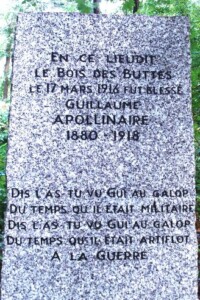 EN CE LIEUDIT
LE BOIS DES BUTTES
LE 17 MARS 1916 FUT BLESSÉ
GUILLAUME
APOLLINAIRE
1880-1918
DIS L'AS-TU VU GUI AU GALOP
DU TEMPS QU'IL ÉTAIT MILITAIRE
DIS L'AS-TU VU GUI AU GALOP
DU TEMPS QU'IL ÉTAIT ARTIFLOT
A LA GUERRE